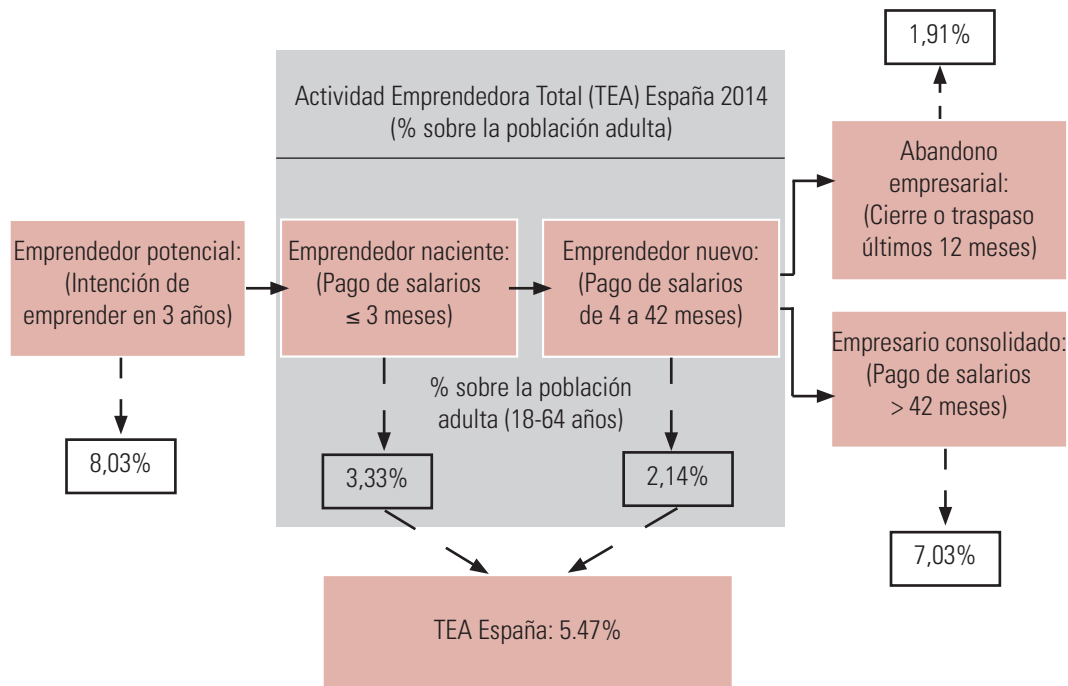 1,91%
Actividad Emprendedora Total (TEA) España 2014
(% sobre la población adulta)
Abandono
empresarial:
(Cierre o traspaso
últimos 12 meses)
Emprendedor potencial:
(Intención de
emprender en 3 años)
Emprendedor naciente:
(Pago de salarios
≤ 3 meses)
Emprendedor nuevo:
(Pago de salarios
de 4 a 42 meses)
Empresario consolidado:
(Pago de salarios
> 42 meses)
% sobre la población
adulta (18-64 años)
8,03%
3,33%
2,14%
7,03%
TEA España: 5.47%